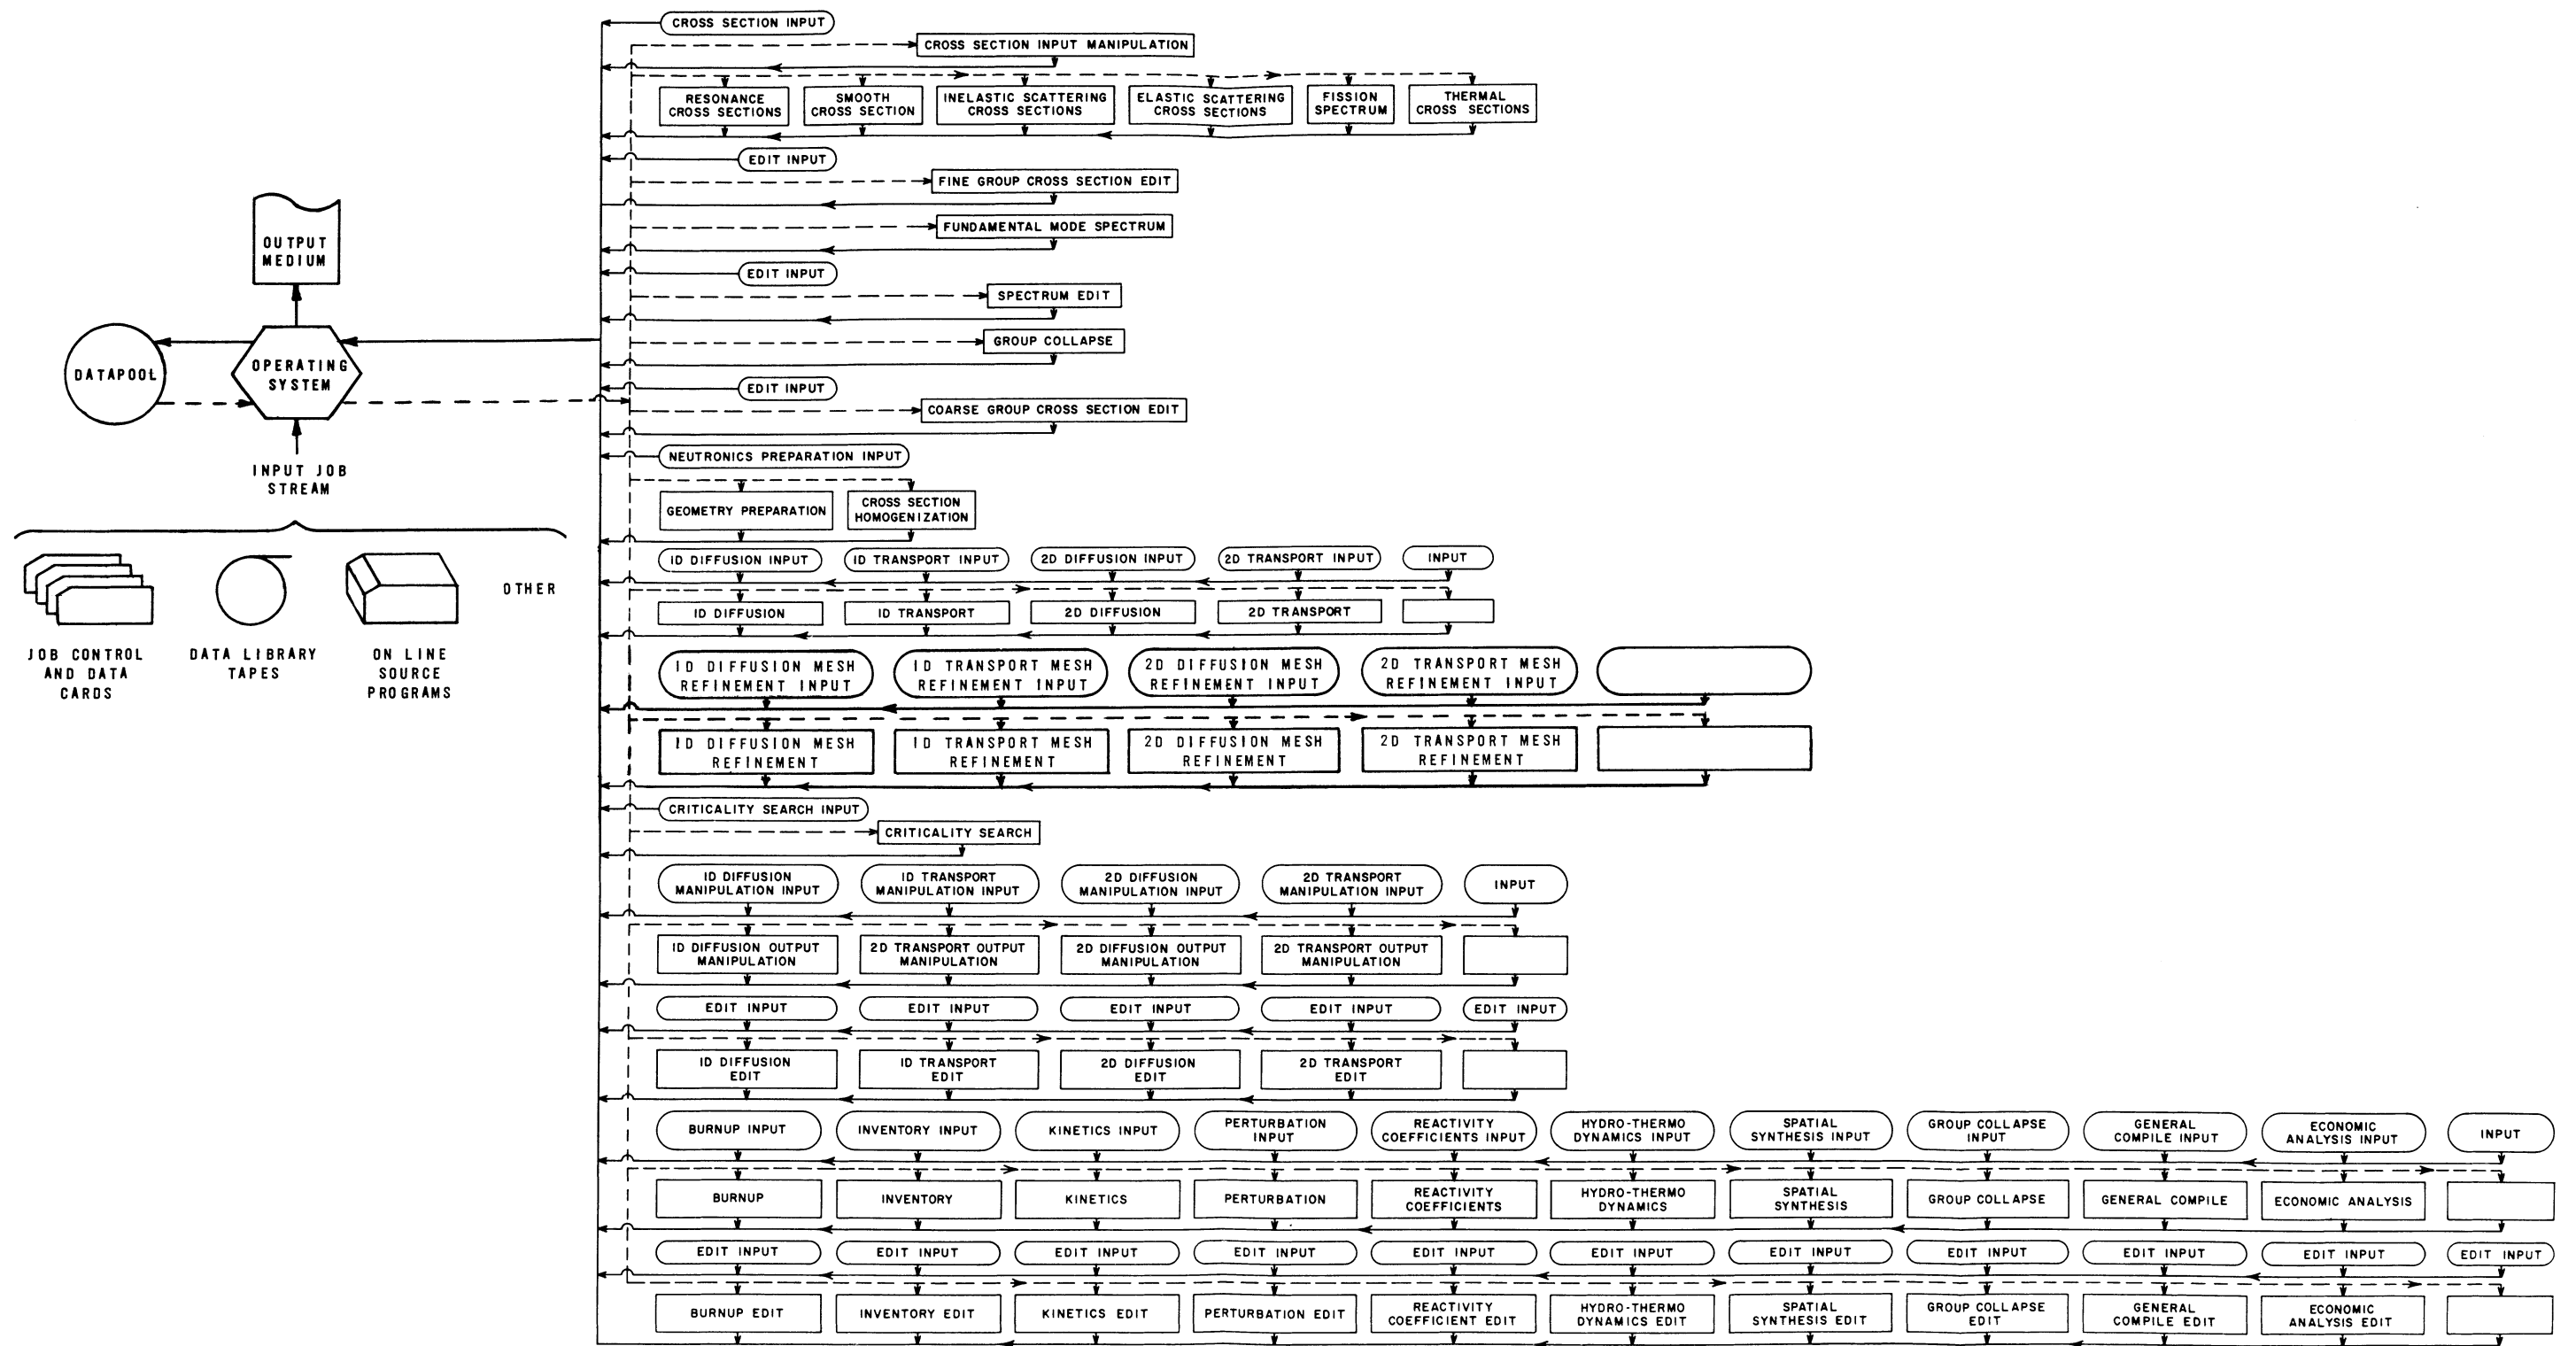 OUTPUT
MEDIUM
DATAPOOL
OPERATING
SYSTEM
INPUT JOB
STREAM
JOB CONTROL
AND DATA
CARDS
DATA LIBRARY
TAPES
ON LINE
SOURCE
PROGRAMS
OTHER
CROSS SECTION INPUT
CROSS SECTION INPUT MANIPULATION
RESONANCE
CROSS SECTIONS
SMOOTH
CROSS SECTION
INELASTIC SCATTERING
CROSS SECTIONS
ELASTIC SCATTERING
CROSS SECTIONS
FISSION
SPECTRUM
THERMAL
CROSS SECTIONS
EDIT INPUT
FINE GROUP CROSS SECTION EDIT
FUNDAMENTAL MODE SPECTRUM
EDIT INPUT
SPECTRUM EDIT
GROUP COLLAPSE
EDIT INPUT
COARSE GROUP CROSS SECTION EDIT
NEUTRONICS PREPARATION INPUT
GEOMETRY PREPARATION
CROSS SECTION
HOMOGENIZATION
1D DIFFUSION INPUT
1D TRANSPORT INPUT
2D DIFFUSION INPUT
2D TRANSPORT INPUT
INPUT
1D DIFFUSION
1D TRANSPORT
2D DIFFUSION
2D TRANSPORT
1D DIFFUSION MESH
REFINEMENT INPUT
1D TRANSPORT MESH
REFINEMENT INPUT
2D DIFFUSION MESH
REFINEMENT INPUT
2D TRANSPORT MESH
REFINEMENT INPUT
1D DIFFUSION MESH
REFINEMENT
1D TRANSPORT MESH
REFINEMENT
2D DIFFUSION MESH
REFINEMENT
2D TRANSPORT MESH
REFINEMENT
CRITICALITY SEARCH INPUT
CRITICALITY SEARCH
1D DIFFUSION
MANIPULATION INPUT
1D TRANSPORT
MANIPULATION INPUT
2D DIFFUSION
MANIPULATION INPUT
2D TRANSPORT
MANIPULATION INPUT
INPUT
1D DIFFUSION OUTPUT
MANIPULATION
2D TRANSPORT OUTPUT
MANIPULATION
2D DIFFUSION OUTPUT
MANIPULATION
2D TRANSPORT OUTPUT
MANIPULATION
EDIT INPUT
EDIT INPUT
EDIT INPUT
EDIT INPUT
EDIT INPUT
1D DIFFUSION
EDIT
1D TRANSPORT
EDIT
2D DIFFUSION
EDIT
2D TRANSPORT
EDIT
BURNUP INPUT
INVENTORY INPUT
KINETICS INPUT
PERTURBATION
INPUT
REACTIVITY
COEFFICIENTS INPUT
HYDRO-THERMO
DYNAMICS INPUT
SPATIAL
SYNTHESIS INPUT
GROUP COLLAPSE
INPUT
GENERAL
COMPILE INPUT
ECONOMIC
ANALYSIS INPUT
INPUT
BURNUP
INVENTORY
KINETICS
PERTURBATION
REACTIVITY
COEFFICIENTS
HYDRO-THERMO
DYNAMICS
SPATIAL
SYNTHESIS
GROUP COLLAPSE
GENERAL COMPILE
ECONOMIC ANALYSIS
EDIT INPUT
EDIT INPUT
EDIT INPUT
EDIT INPUT
EDIT INPUT
EDIT INPUT
EDIT INPUT
EDIT INPUT
EDIT INPUT
EDIT INPUT
EDIT INPUT
BURNUP EDIT
INVENTORY EDIT
KINETICS EDIT
PERTURBATION EDIT
REACTIVITY
COEFFICIENT EDIT
HYDRO-THERMO
DYNAMICS EDIT
SPATIAL
SYNTHESIS EDIT
GROUP COLLAPSE
EDIT
GENERAL
COMPILE EDIT
ECONOMIC
ANALYSIS EDIT